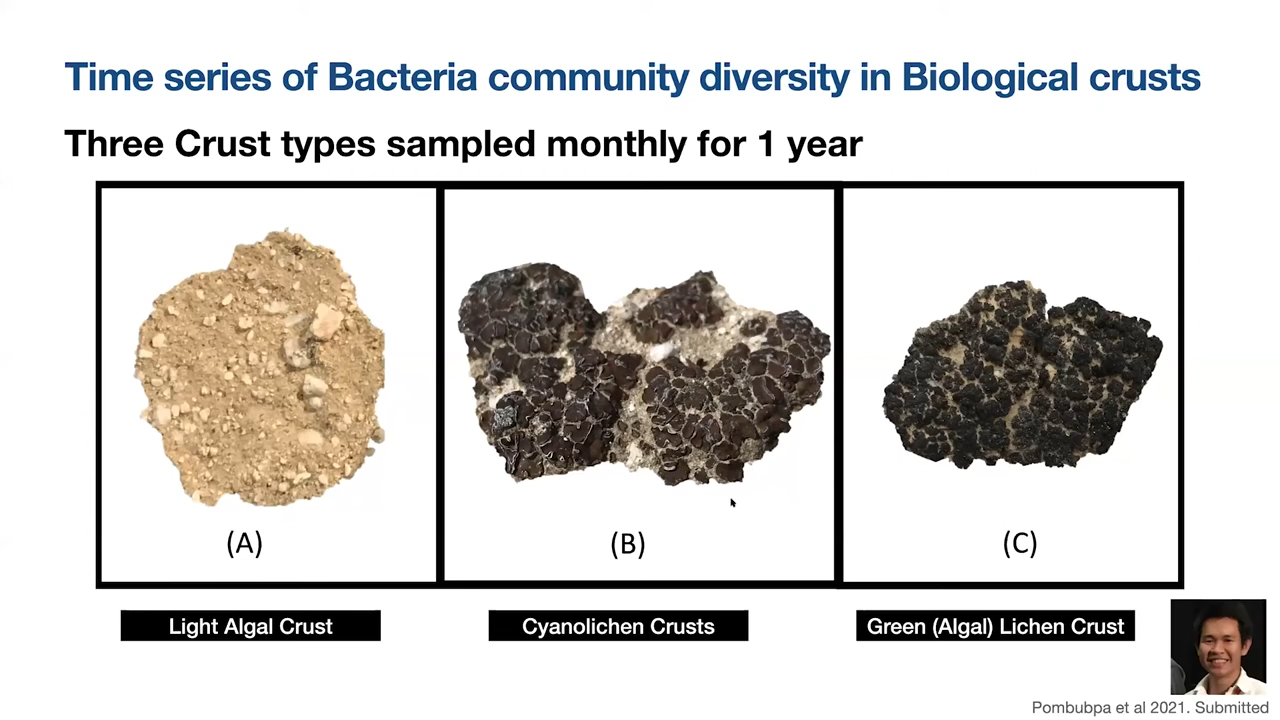 Time series of Bacteria community diversity in Biological crusts
Three Crust types sampled monthly for 1 year
(A)
(B)
(C)
Light Algal Crust
Cyanolichen Crusts
Green (Algal) Lichen Crust
Pombubpa et al 2021. Submitted